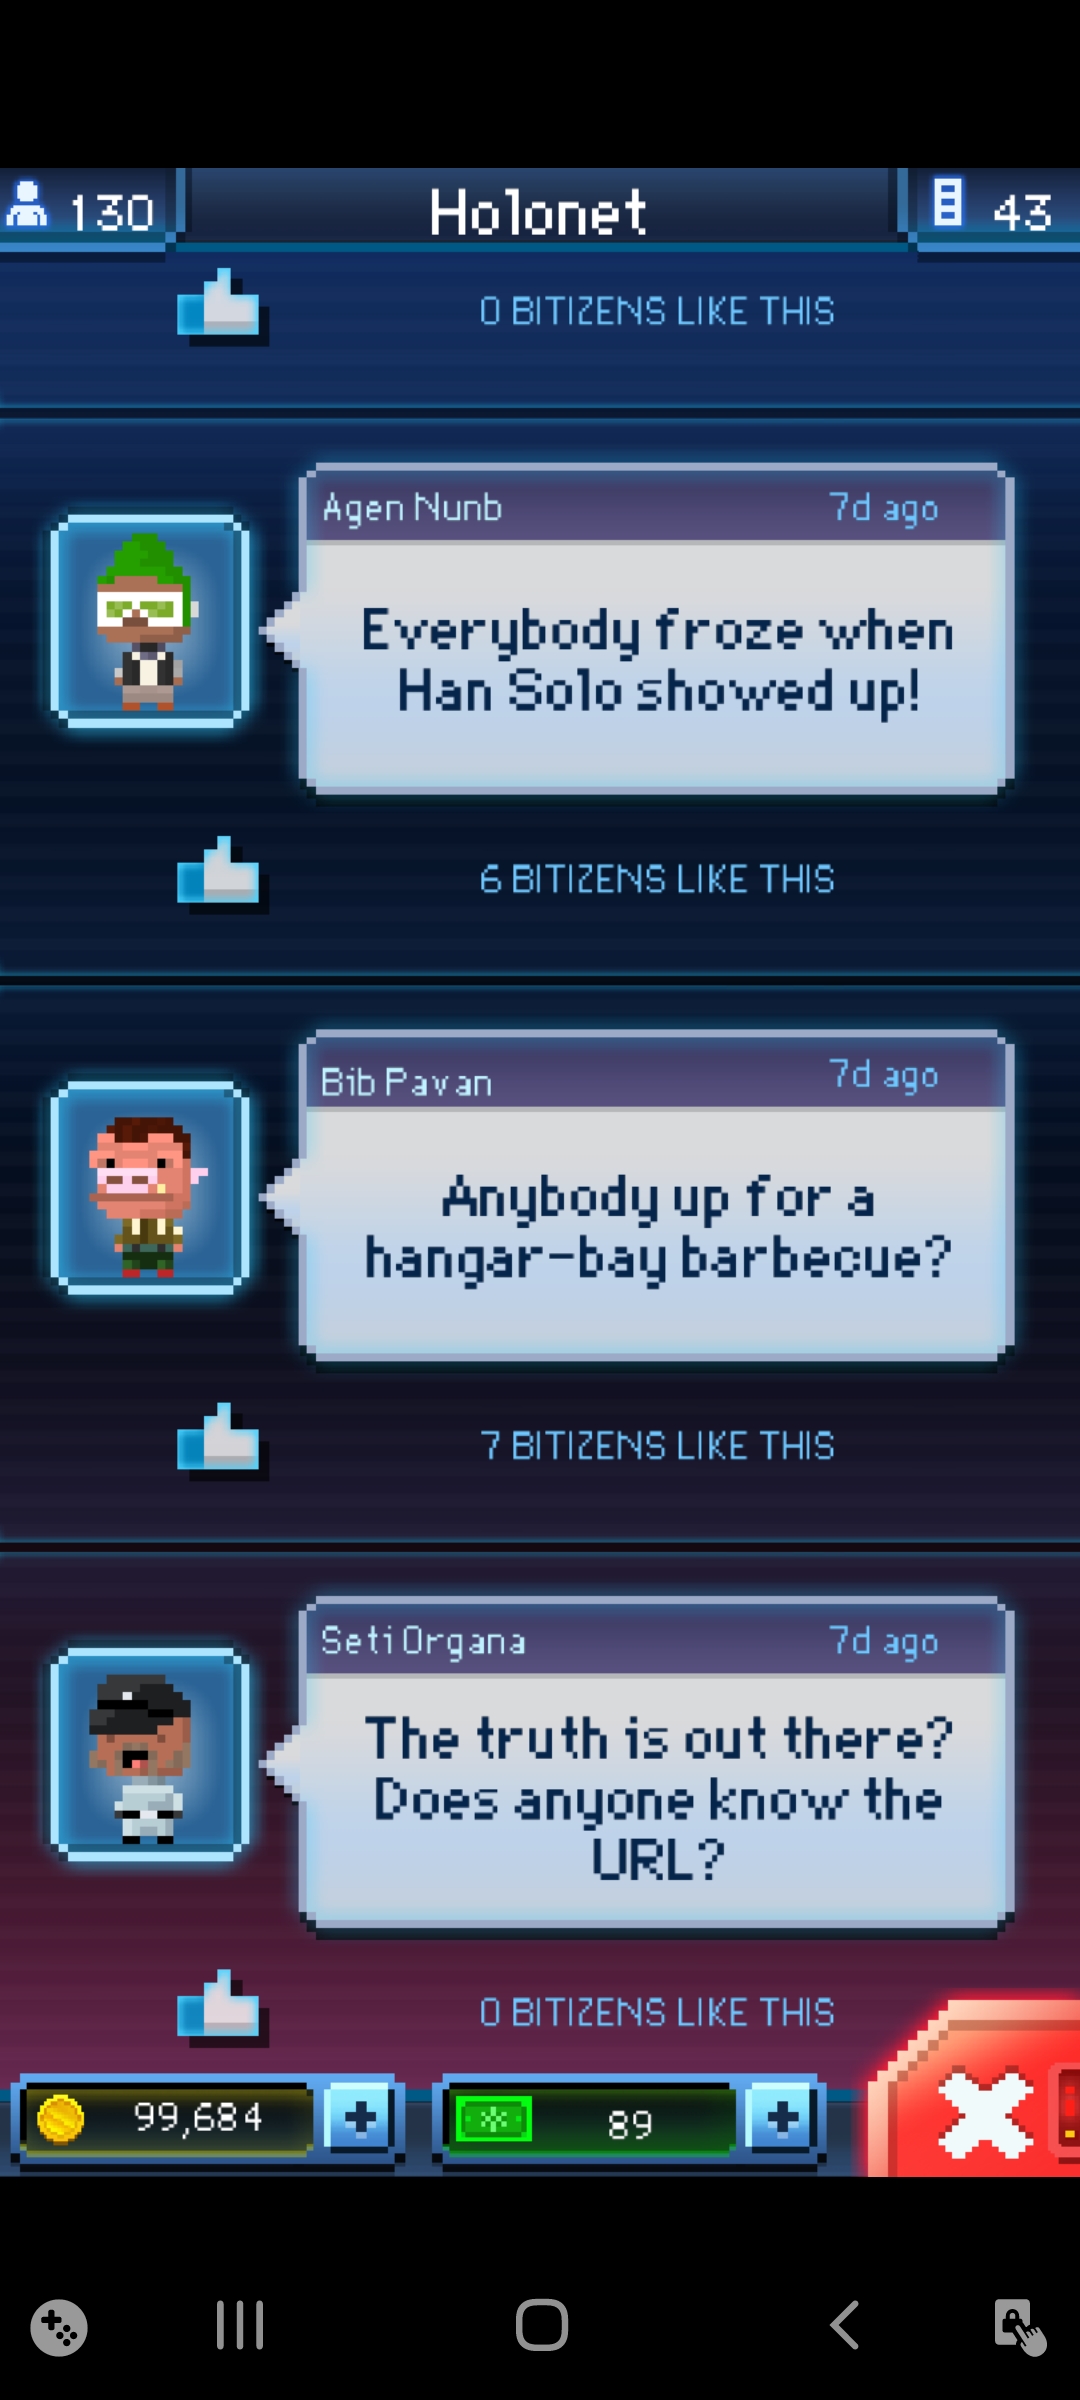 130
Holonet
43
0 BITIZENS LIKE THIS
Agen Nunb
7d ago
Everybody froze when
Han Solo showed up!
6 BITIZENS LIKE THIS
Bib Pavan
7d ago
Anybody up for a
hangar-bay barbecue?
7 BITIZENS LIKE THIS
Seti Organa
7d ago
The truth is out there?
Does anyone know the
URL?
0 BITIZENS LIKE THIS
99,684
89